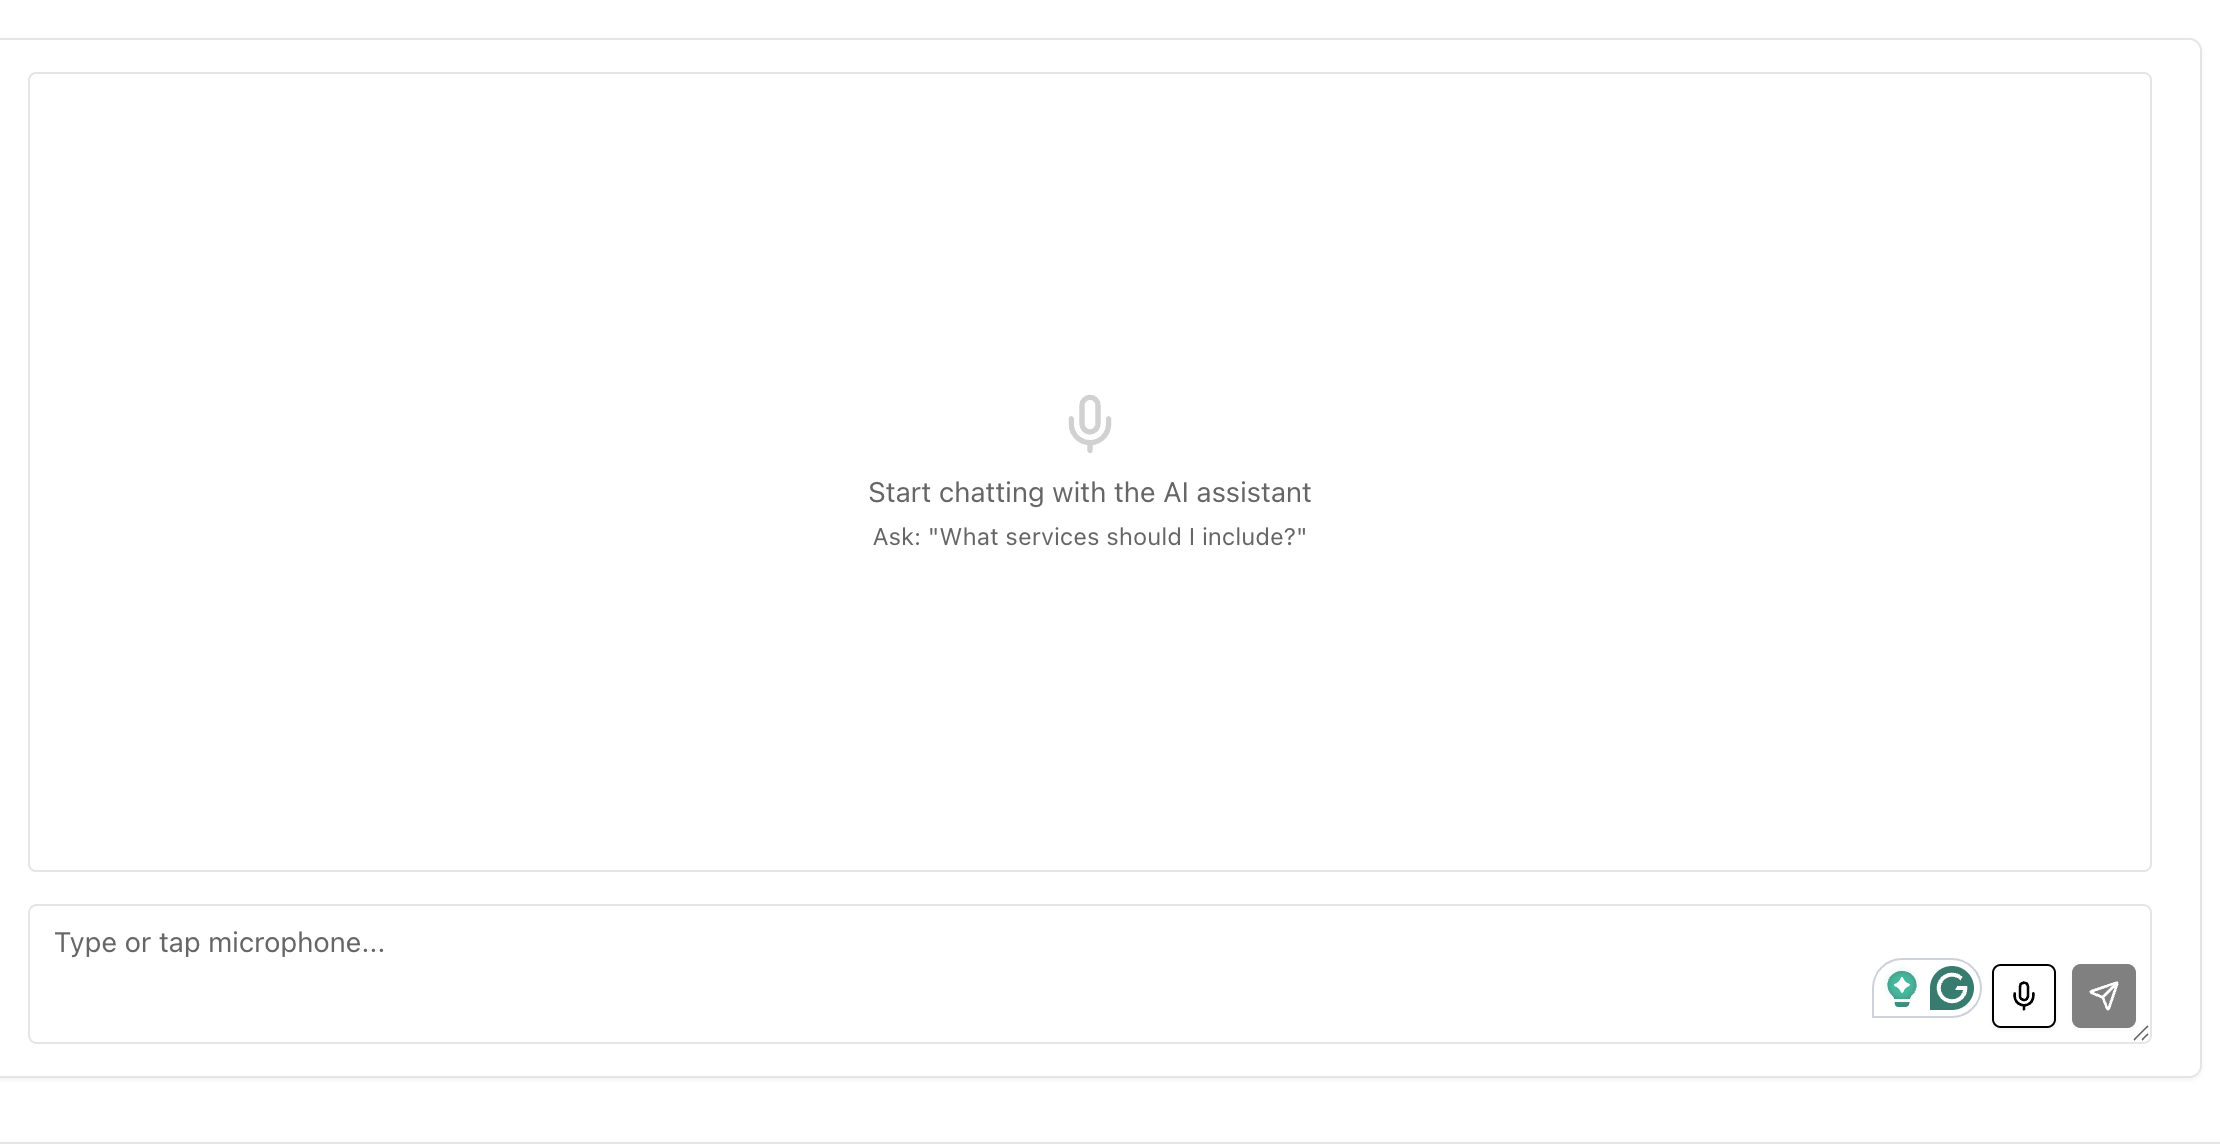 Start chatting with the AI assistant
Ask: "What services should I include?"
Type or tap microphone...